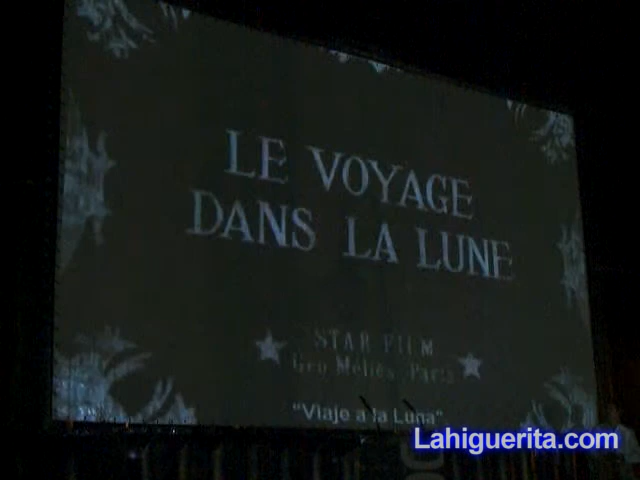 LE VOYAGE
DANS LA LUNE
STAR FILM
Geo Méliès, Paris
“Viaje a la Luna”
Lahiguerita.com